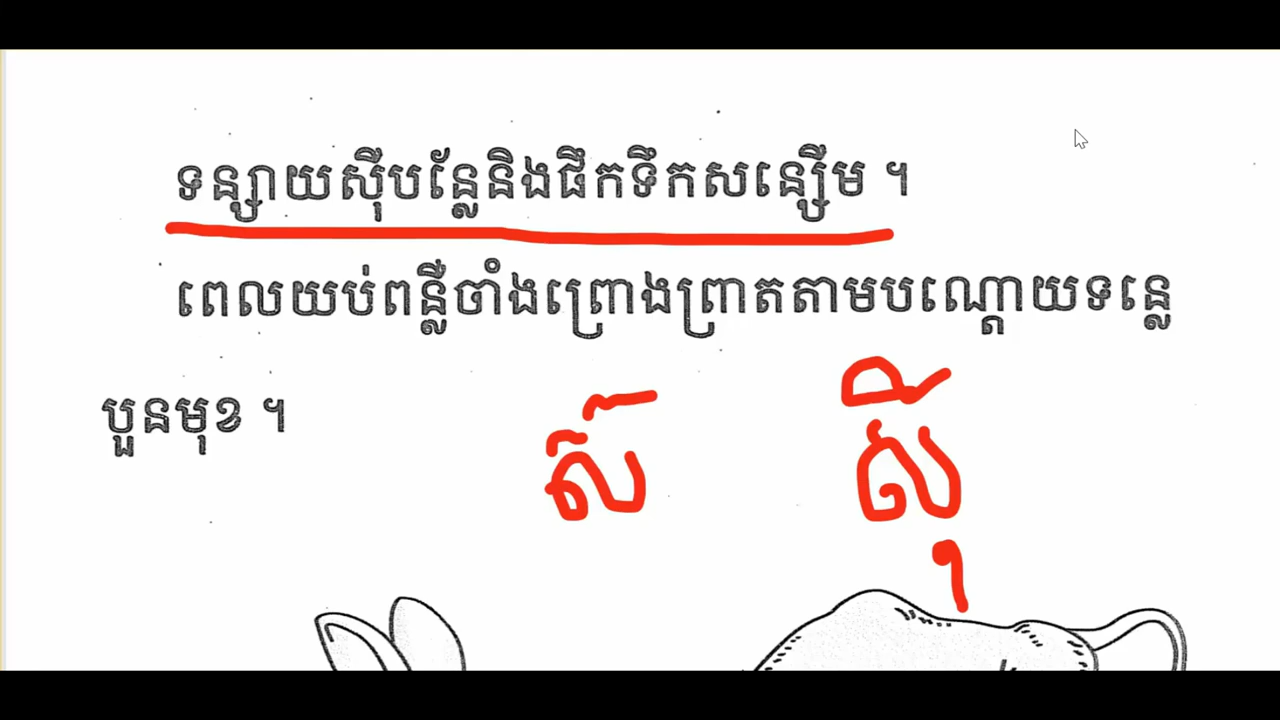 ទន្សាយស៊ីបន្លែនិងផឹកទឹកសន្សើម ។
ពេលយប់ពន្លឺចាំងព្រោងព្រាតតាមបណ្ដោយទន្លេ
បួនមុខ ។
ស៊ ស៊ី